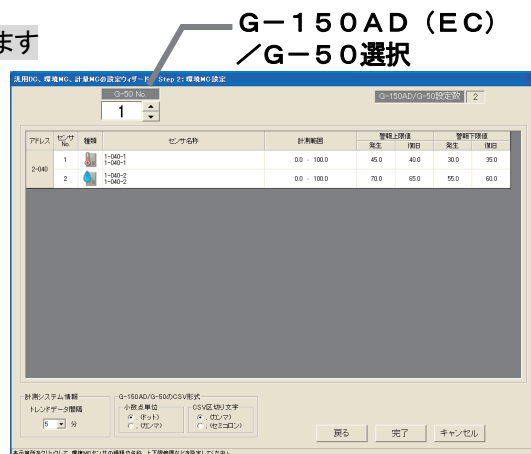 ます
G－１５０AD（EC）
／G－５０選択
汎用DC、環境MC、計量MCの設定ウィザード Step 2: 環境MC設定
G-50 No.
1
G-150AD/G-50設定数 2
アドレス センサNo. 種類 センサ名称 計測範囲 警報上限値 警報下限値
発生 復旧 発生 復旧
2-040
1 1-040-1 0.0 - 100.0 45.0 40.0 30.0 35.0
1-040-1
2 1-040-2 0.0 - 100.0 70.0 65.0 55.0 60.0
1-040-2
計測システム情報
トレンドデータ間隔
5 分
G-150AD/G-50のCSV形式
小数点単位
. (ドット)
, (カンマ)
CSV区切り文字
, (カンマ)
; (セミコロン)
戻る 完了 キャンセル